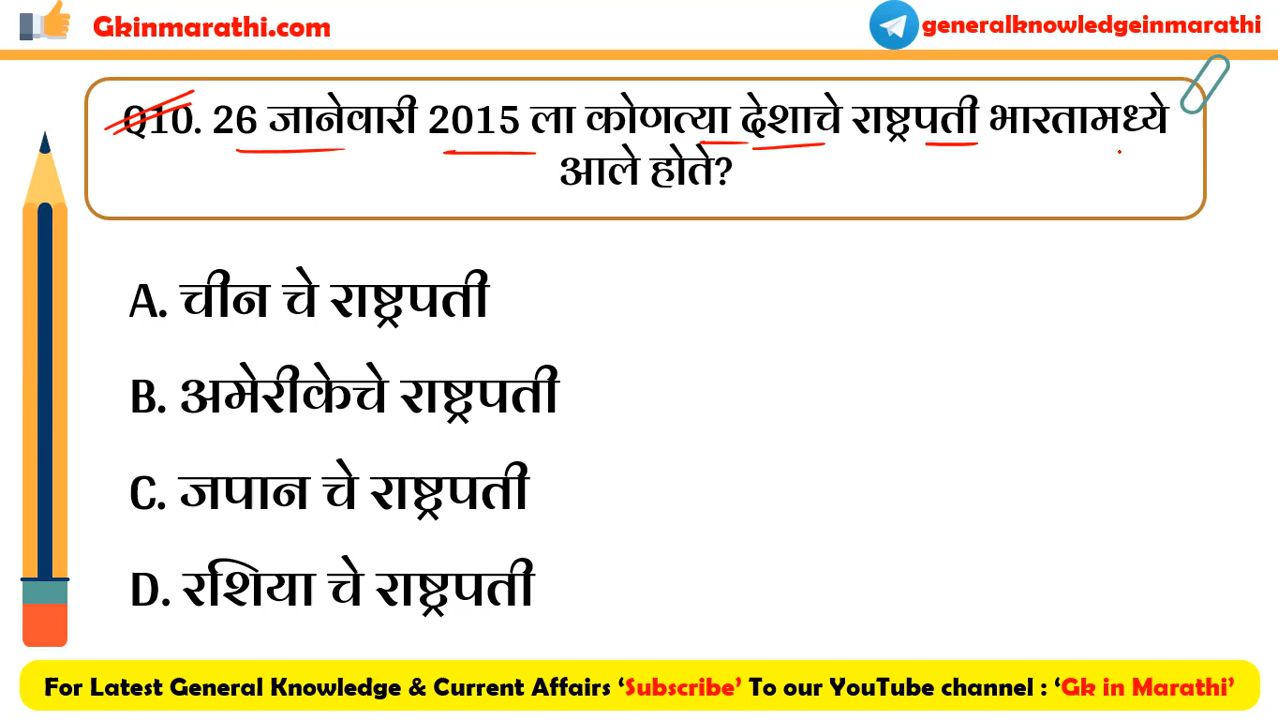 Gkinmarathi.com
generalknowledgeinmarathi
Q10. 26 जानेवारी 2015 ला कोणत्या देशाचे राष्ट्रपती भारतामध्ये
आले होते?
A. चीन चे राष्ट्रपती
B. अमेरीकेचे राष्ट्रपती
C. जपान चे राष्ट्रपती
D. रशिया चे राष्ट्रपती
For Latest General Knowledge & Current Affairs ‘Subscribe’ To our YouTube channel : ‘Gk in Marathi’